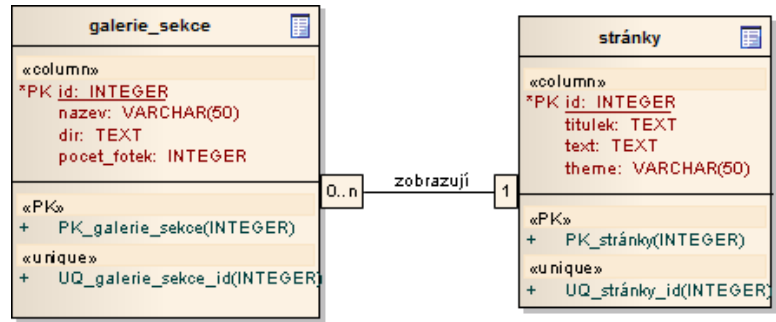 galerie_sekce
«column»
*PK id: INTEGER
nazev: VARCHAR(50)
dir: TEXT
pocet_fotek: INTEGER
«PK»
+ PK_galerie_sekce(INTEGER)
«unique»
+ UQ_galerie_sekce_id(INTEGER)
0..n
zobrazují
1
stránky
«column»
*PK id: INTEGER
titulek: TEXT
text: TEXT
theme: VARCHAR(50)
«PK»
+ PK_stránky(INTEGER)
«unique»
+ UQ_stránky_id(INTEGER)